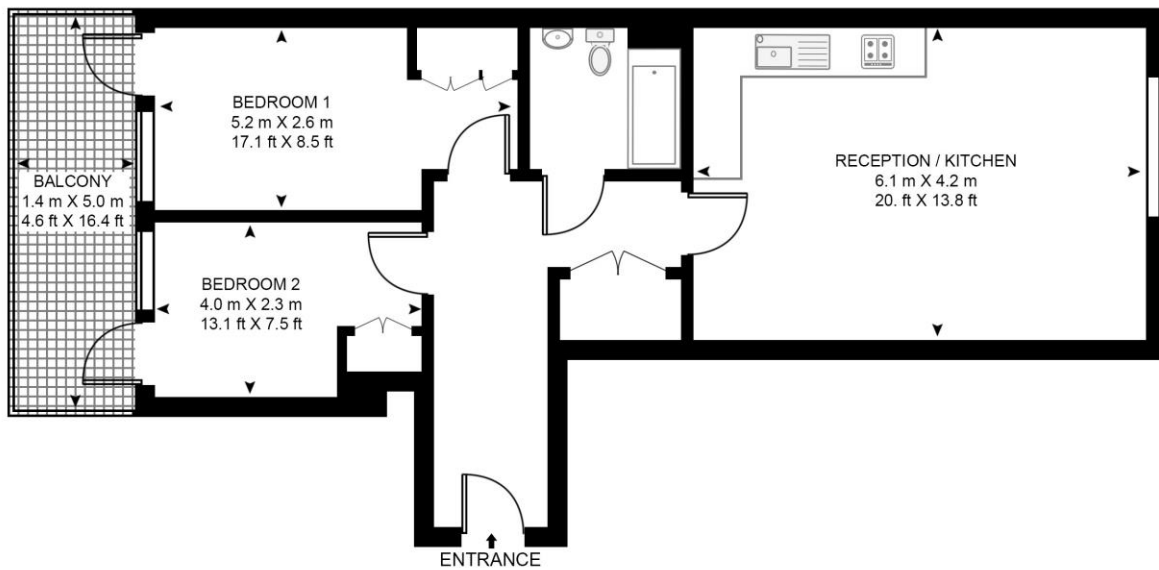 BEDROOM 1
5.2 m X 2.6 m
17.1 ft X 8.5 ft
BALCONY
1.4 m X 5.0 m
4.6 ft X 16.4 ft
RECEPTION / KITCHEN
6.1 m X 4.2 m
20. ft X 13.8 ft
BEDROOM 2
4.0 m X 2.3 m
13.1 ft X 7.5 ft
ENTRANCE